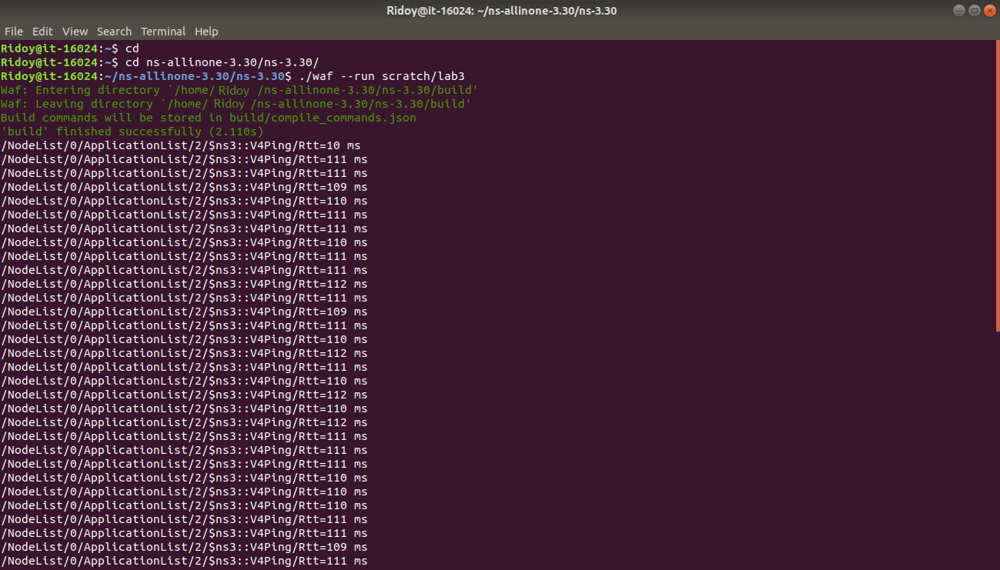 Ridoy@it-16024: ~/ns-allinone-3.30/ns-3.30
File Edit View Search Terminal Help
Ridoy@it-16024:~$ cd
Ridoy@it-16024:~$ cd ns-allinone-3.30/ns-3.30/
Ridoy@it-16024:~/ns-allinone-3.30/ns-3.30$ ./waf --run scratch/lab3
Waf: Entering directory `/home/ Ridoy /ns-allinone-3.30/ns-3.30/build'
Waf: Leaving directory `/home/ Ridoy /ns-allinone-3.30/ns-3.30/build'
Build commands will be stored in build/compile_commands.json
'build' finished successfully (2.110s)
/NodeList/0/ApplicationList/2/$ns3::V4Ping/Rtt=10 ms
/NodeList/0/ApplicationList/2/$ns3::V4Ping/Rtt=111 ms
/NodeList/0/ApplicationList/2/$ns3::V4Ping/Rtt=111 ms
/NodeList/0/ApplicationList/2/$ns3::V4Ping/Rtt=109 ms
/NodeList/0/ApplicationList/2/$ns3::V4Ping/Rtt=110 ms
/NodeList/0/ApplicationList/2/$ns3::V4Ping/Rtt=111 ms
/NodeList/0/ApplicationList/2/$ns3::V4Ping/Rtt=111 ms
/NodeList/0/ApplicationList/2/$ns3::V4Ping/Rtt=110 ms
/NodeList/0/ApplicationList/2/$ns3::V4Ping/Rtt=111 ms
/NodeList/0/ApplicationList/2/$ns3::V4Ping/Rtt=111 ms
/NodeList/0/ApplicationList/2/$ns3::V4Ping/Rtt=112 ms
/NodeList/0/ApplicationList/2/$ns3::V4Ping/Rtt=111 ms
/NodeList/0/ApplicationList/2/$ns3::V4Ping/Rtt=109 ms
/NodeList/0/ApplicationList/2/$ns3::V4Ping/Rtt=111 ms
/NodeList/0/ApplicationList/2/$ns3::V4Ping/Rtt=110 ms
/NodeList/0/ApplicationList/2/$ns3::V4Ping/Rtt=112 ms
/NodeList/0/ApplicationList/2/$ns3::V4Ping/Rtt=111 ms
/NodeList/0/ApplicationList/2/$ns3::V4Ping/Rtt=110 ms
/NodeList/0/ApplicationList/2/$ns3::V4Ping/Rtt=112 ms
/NodeList/0/ApplicationList/2/$ns3::V4Ping/Rtt=110 ms
/NodeList/0/ApplicationList/2/$ns3::V4Ping/Rtt=112 ms
/NodeList/0/ApplicationList/2/$ns3::V4Ping/Rtt=111 ms
/NodeList/0/ApplicationList/2/$ns3::V4Ping/Rtt=111 ms
/NodeList/0/ApplicationList/2/$ns3::V4Ping/Rtt=111 ms
/NodeList/0/ApplicationList/2/$ns3::V4Ping/Rtt=110 ms
/NodeList/0/ApplicationList/2/$ns3::V4Ping/Rtt=110 ms
/NodeList/0/ApplicationList/2/$ns3::V4Ping/Rtt=110 ms
/NodeList/0/ApplicationList/2/$ns3::V4Ping/Rtt=111 ms
/NodeList/0/ApplicationList/2/$ns3::V4Ping/Rtt=111 ms
/NodeList/0/ApplicationList/2/$ns3::V4Ping/Rtt=109 ms
/NodeList/0/ApplicationList/2/$ns3::V4Ping/Rtt=111 ms